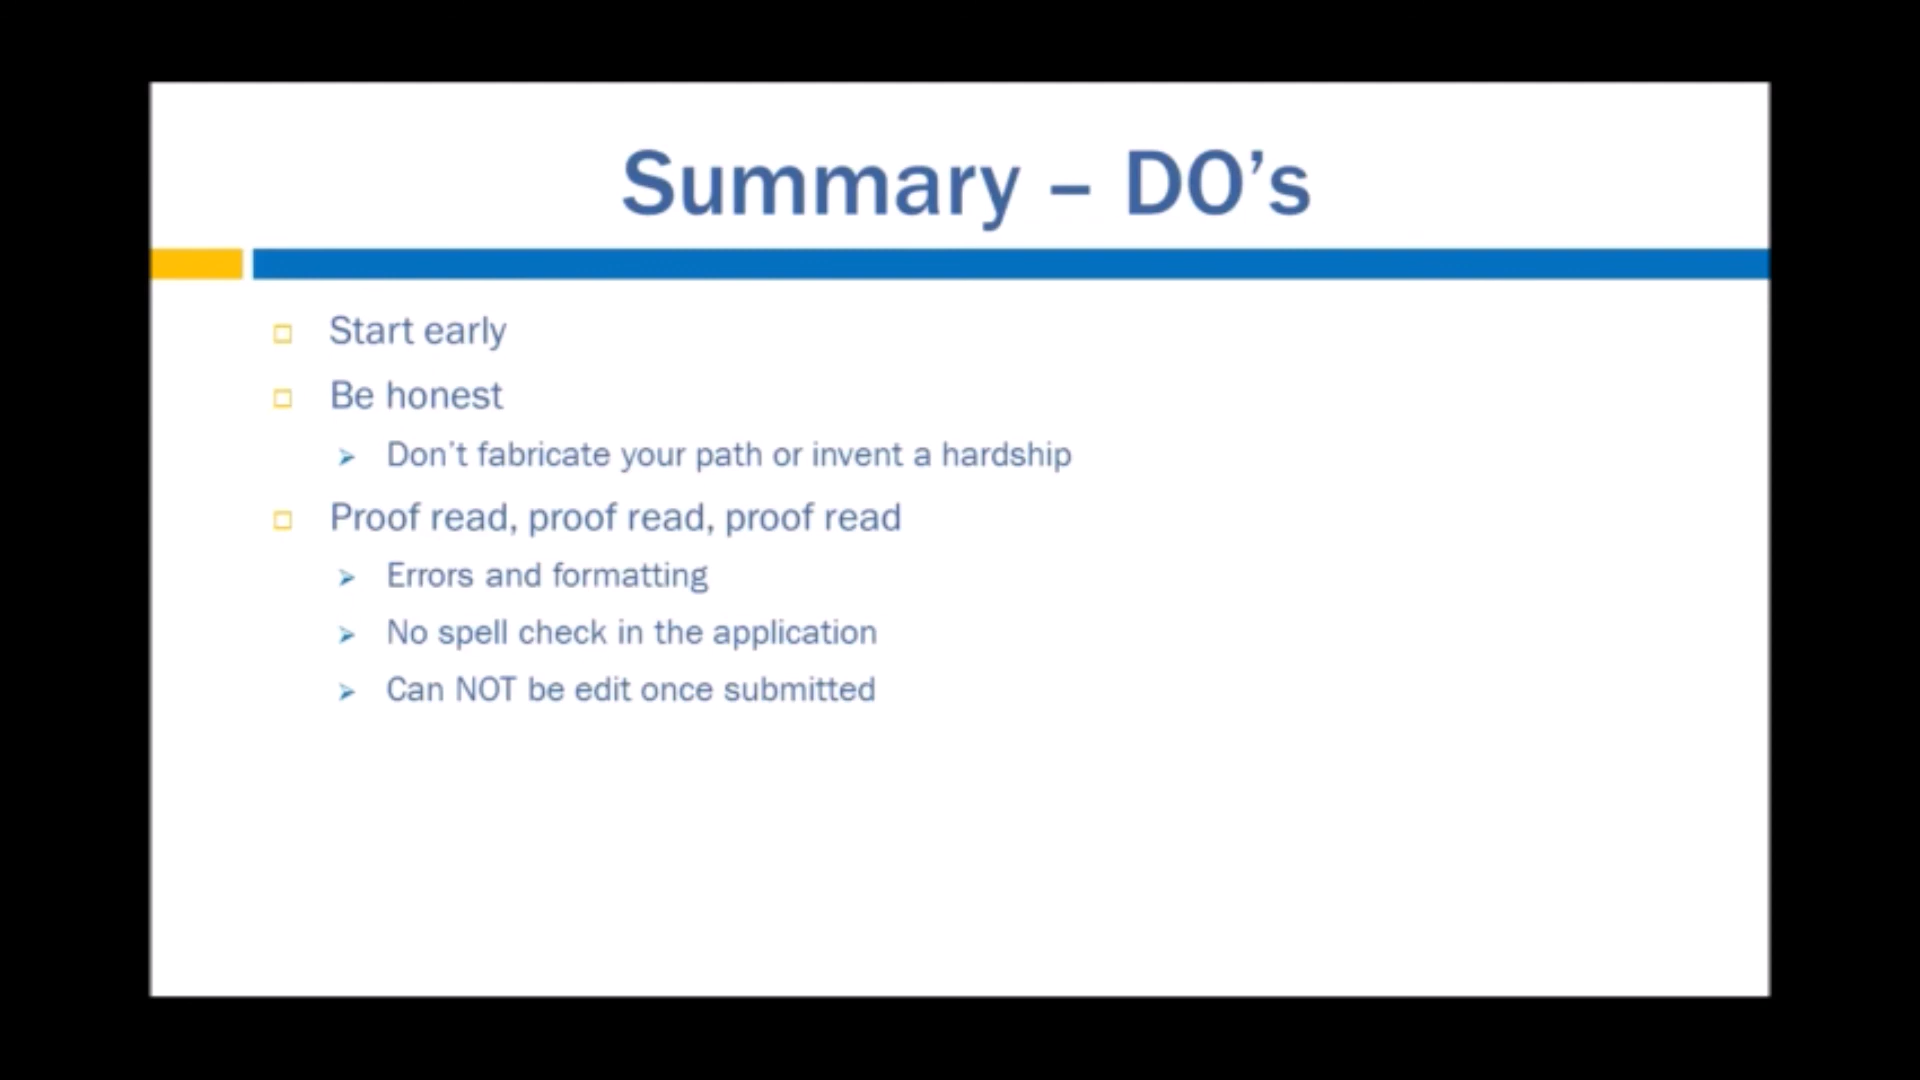 Summary – DO’s
Start early
Be honest
Don’t fabricate your path or invent a hardship
Proof read, proof read, proof read
Errors and formatting
No spell check in the application
Can NOT be edit once submitted